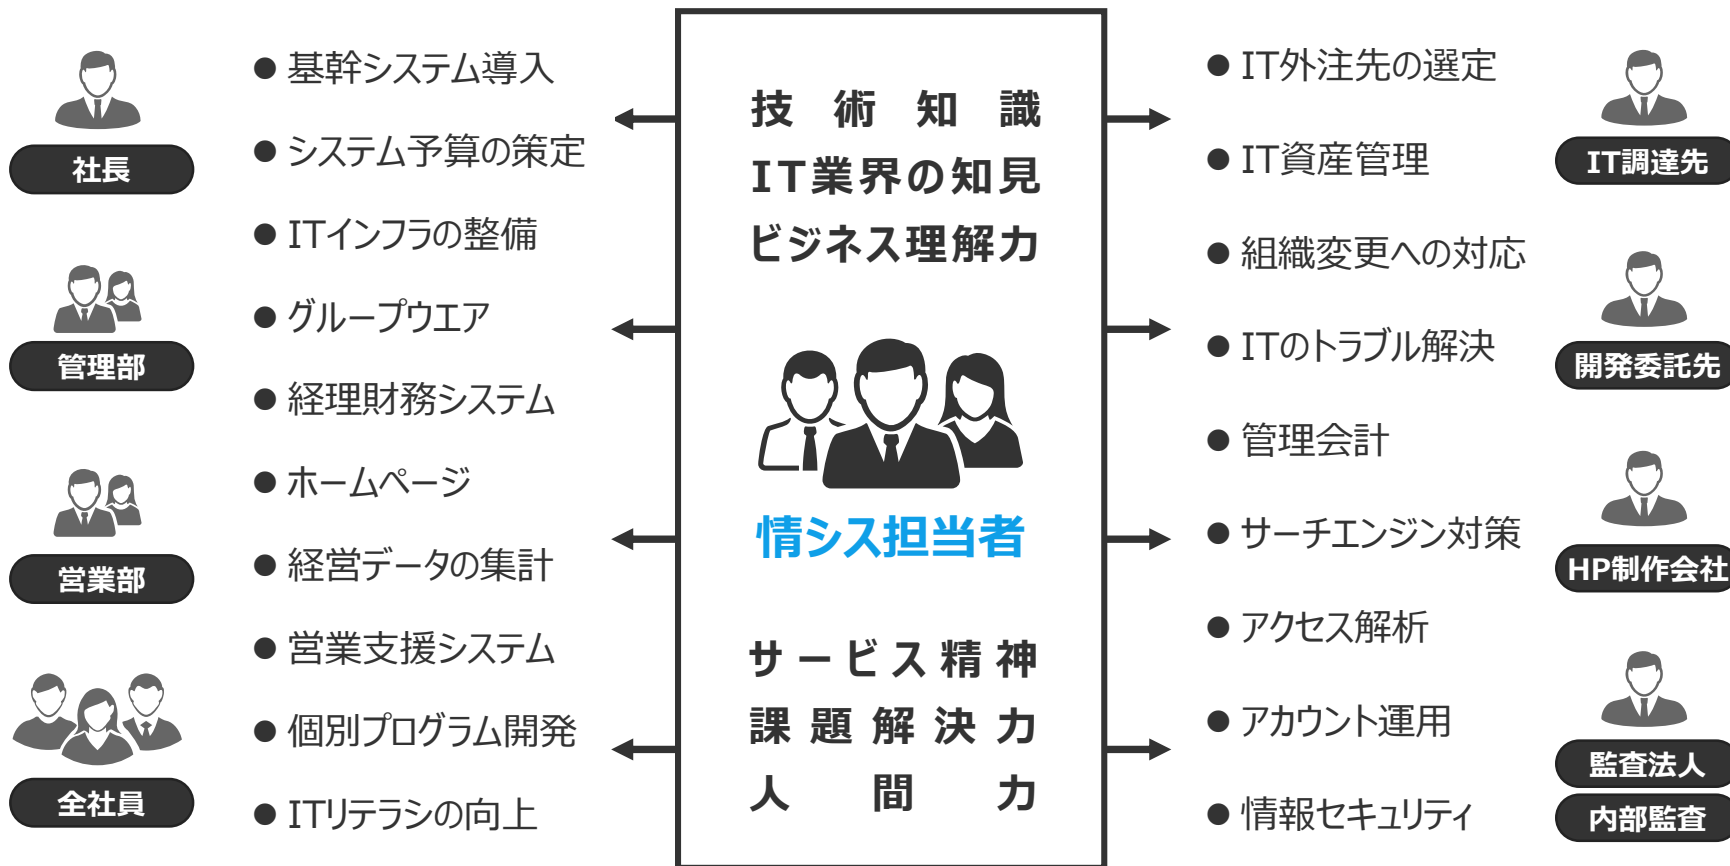 社長
管理部
営業部
全社員
● 基幹システム導入
● システム予算の策定
● ITインフラの整備
● グループウエア
● 経理財務システム
● ホームページ
● 経営データの集計
● 営業支援システム
● 個別プログラム開発
● ITリテラシの向上
技術知識
IT業界の知見
ビジネス理解力
情シス担当者
サービス精神
課題解決力
人間力
● IT外注先の選定
● IT資産管理
● 組織変更への対応
● ITのトラブル解決
● 管理会計
● サーチエンジン対策
● アクセス解析
● アカウント運用
● 情報セキュリティ
IT調達先
開発委託先
HP制作会社
監査法人
内部監査